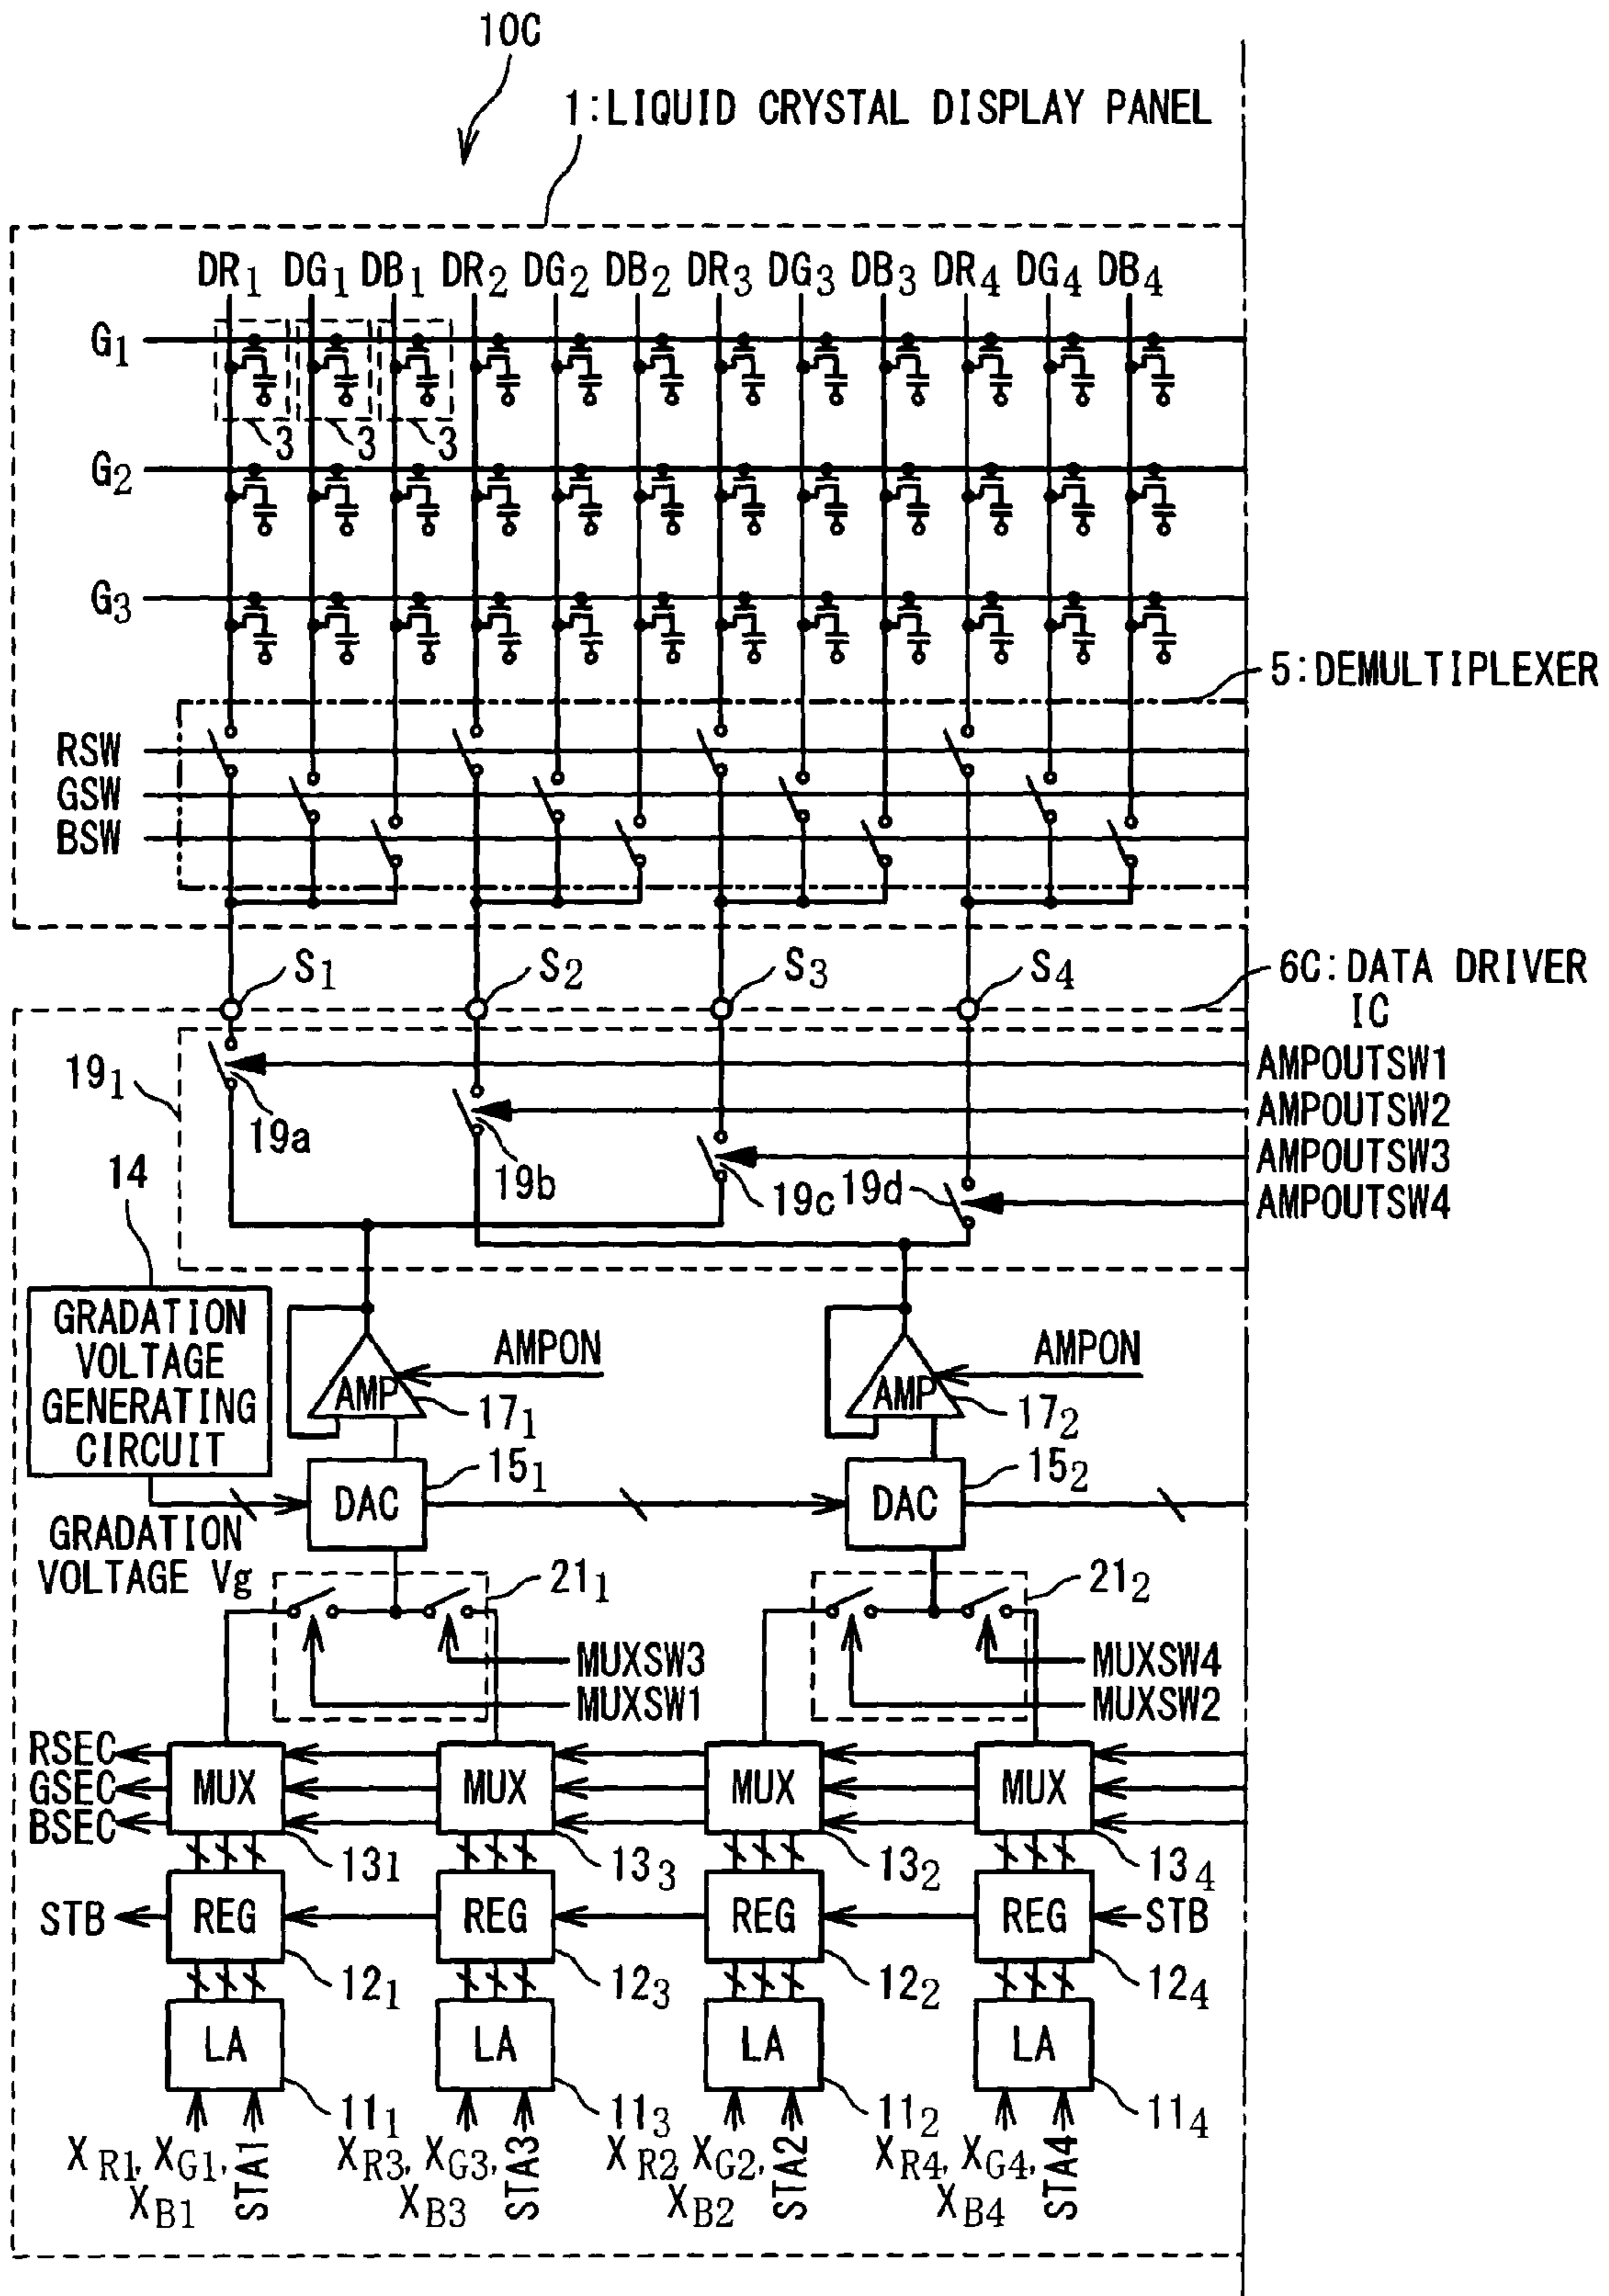 10C
1:LIQUID CRYSTAL DISPLAY PANEL
DR1 DG1 DB1 DR2 DG2 DB2 DR3 DG3 DB3 DR4 DG4 DB4
G1
3 3 3
G2
G3
5:DEMULTIPLEXER
RSW
GSW
BSW
S1 S2 S3 S4
6C:DATA DRIVER
IC
191
AMPOUTSW1
19a
AMPOUTSW2
19b
AMPOUTSW3
19c 19d
AMPOUTSW4
14
GRADATION
VOLTAGE
GENERATING
CIRCUIT
AMPON AMPON
AMP AMP
171 172
151 152
DAC DAC
GRADATION
VOLTAGE Vg
211 212
MUXSW3 MUXSW4
MUXSW1 MUXSW2
RSEC
GSEC
BSEC
MUX MUX MUX MUX
131 133 132 134
STB REG REG REG REG STB
121 123 122 124
LA LA LA LA
111 113 112 114
XR1, XG1, XR3, XG3, XR2, XG2, XR4, XG4,
XB1 XB3 XB2 XB4
STA1 STA3 STA2 STA4